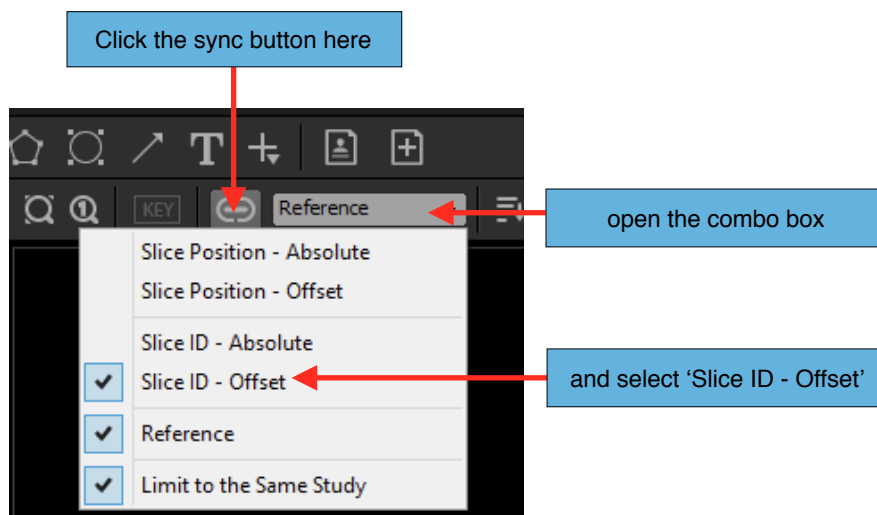 Click the sync button here
T
1
KEY
Reference
open the combo box
Slice Position - Absolute
Slice Position - Offset
Slice ID - Absolute
Slice ID - Offset
and select ‘Slice ID - Offset’
Reference
Limit to the Same Study